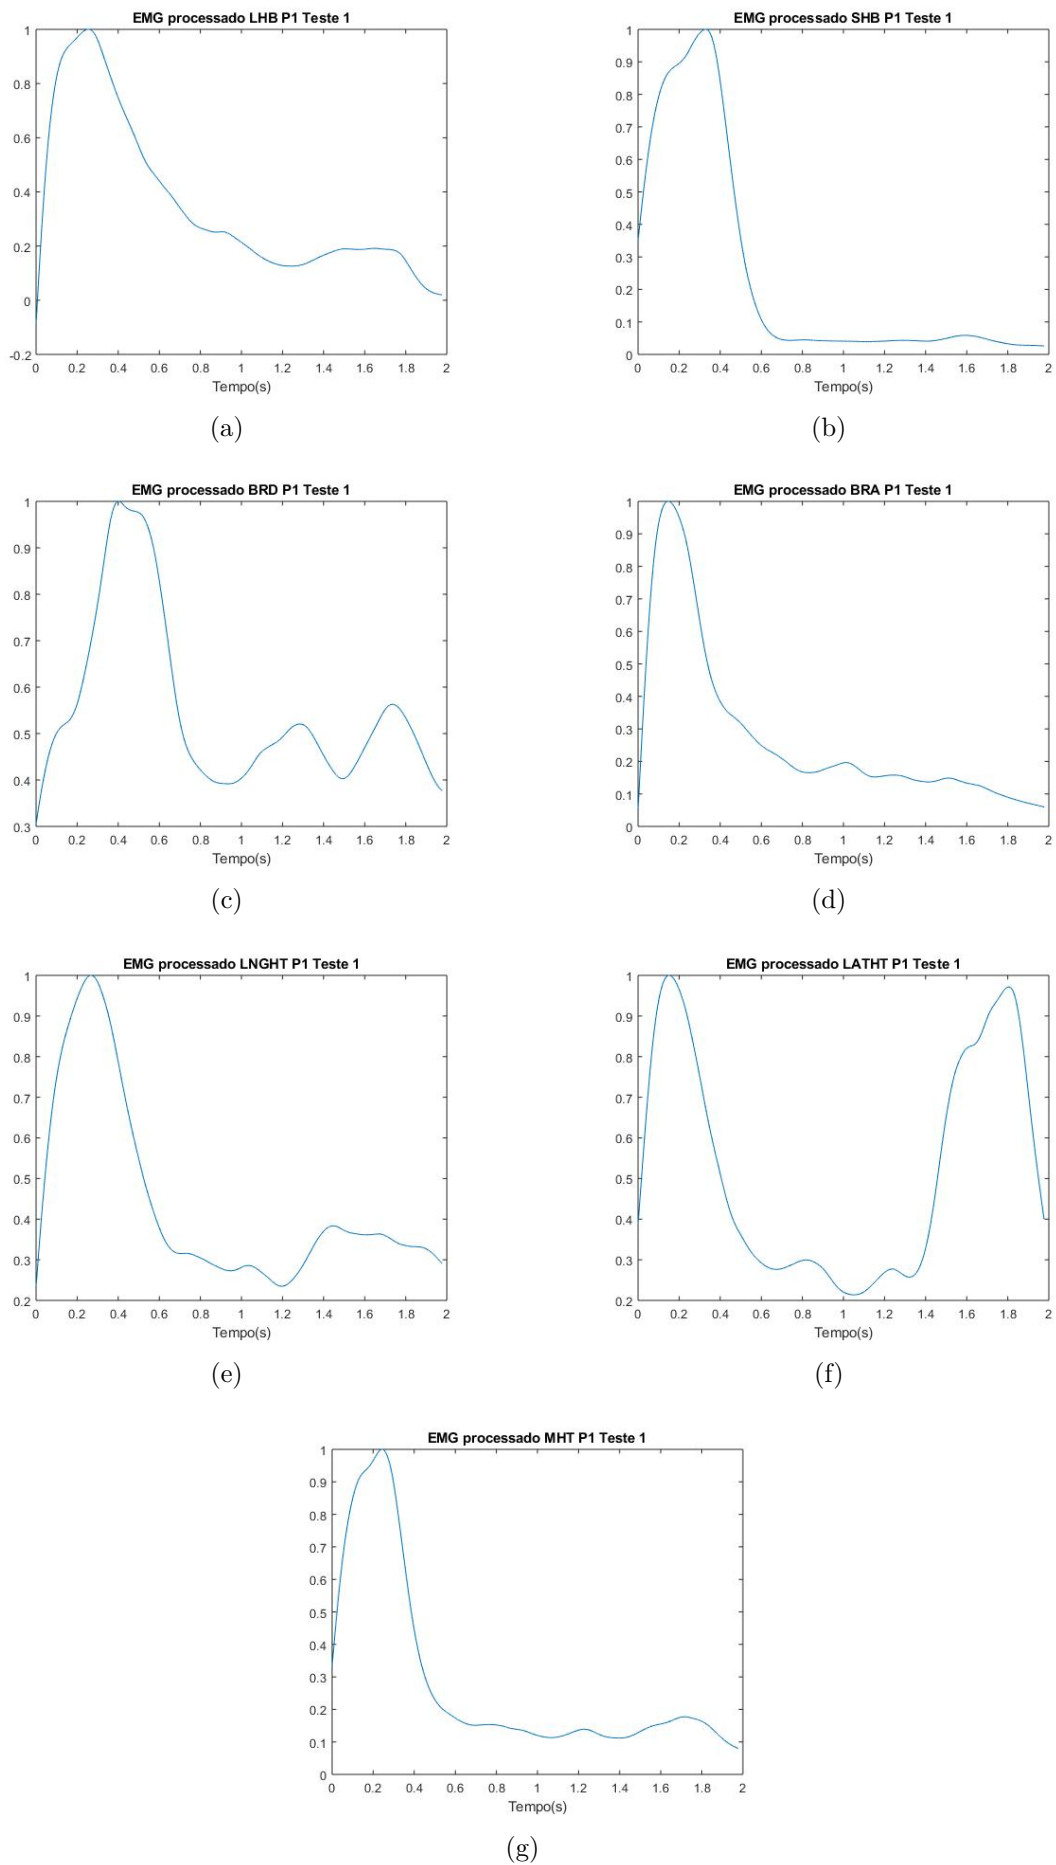 EMG processado LHB P1 Teste 1
1
0.8
0.6
0.4
0.2
0
-0.2
0 0.2 0.4 0.6 0.8 1 1.2 1.4 1.6 1.8 2
Tempo(s)
(a)
EMG processado SHB P1 Teste 1
1
0.9
0.8
0.7
0.6
0.5
0.4
0.3
0.2
0.1
0
0 0.2 0.4 0.6 0.8 1 1.2 1.4 1.6 1.8 2
Tempo(s)
(b)
EMG processado BRD P1 Teste 1
1
0.9
0.8
0.7
0.6
0.5
0.4
0.3
0 0.2 0.4 0.6 0.8 1 1.2 1.4 1.6 1.8 2
Tempo(s)
(c)
EMG processado BRA P1 Teste 1
1
0.9
0.8
0.7
0.6
0.5
0.4
0.3
0.2
0.1
0
0 0.2 0.4 0.6 0.8 1 1.2 1.4 1.6 1.8 2
Tempo(s)
(d)
EMG processado LNGHT P1 Teste 1
1
0.9
0.8
0.7
0.6
0.5
0.4
0.3
0.2
0 0.2 0.4 0.6 0.8 1 1.2 1.4 1.6 1.8 2
Tempo(s)
(e)
EMG processado LATHT P1 Teste 1
1
0.9
0.8
0.7
0.6
0.5
0.4
0.3
0.2
0 0.2 0.4 0.6 0.8 1 1.2 1.4 1.6 1.8 2
Tempo(s)
(f)
EMG processado MHT P1 Teste 1
1
0.9
0.8
0.7
0.6
0.5
0.4
0.3
0.2
0.1
0
0 0.2 0.4 0.6 0.8 1 1.2 1.4 1.6 1.8 2
Tempo(s)
(g)